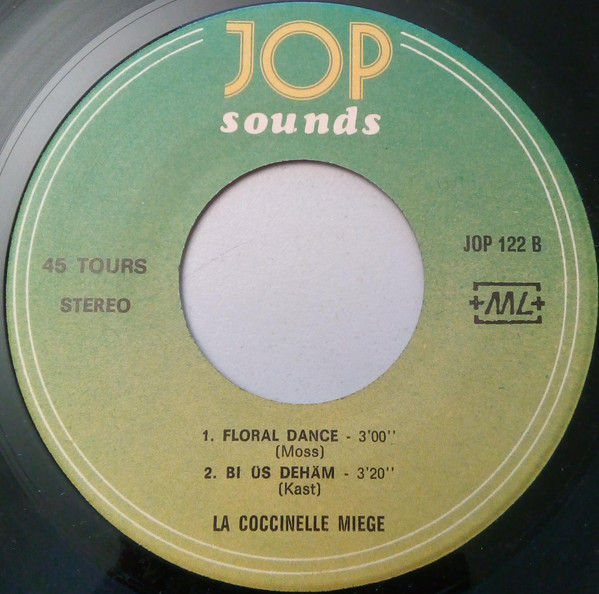 JOP
sounds
45 TOURS
STEREO
JOP 122 B
+ML+
1. FLORAL DANCE - 3'00''
(Moss)
2. BI ÜS DEHÄM - 3'20''
(Kast)
LA COCCINELLE MIEGE